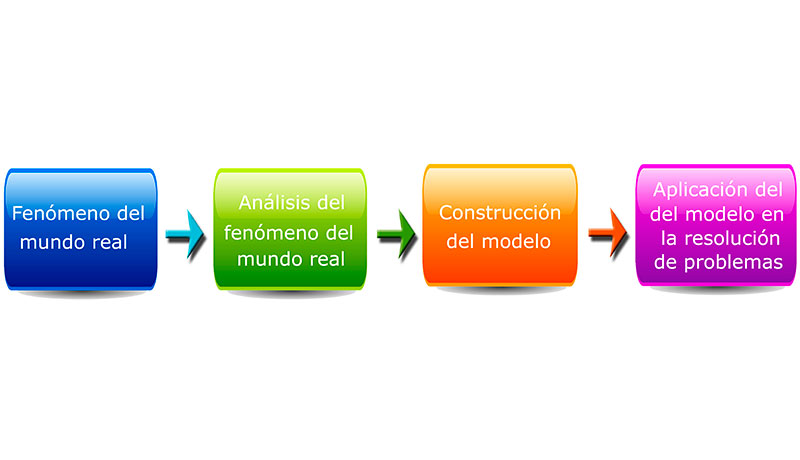 Fenómeno del
mundo real
Análisis del
fenómeno del
mundo real
Construcción
del modelo
Aplicación del
del modelo en
la resolución
de problemas